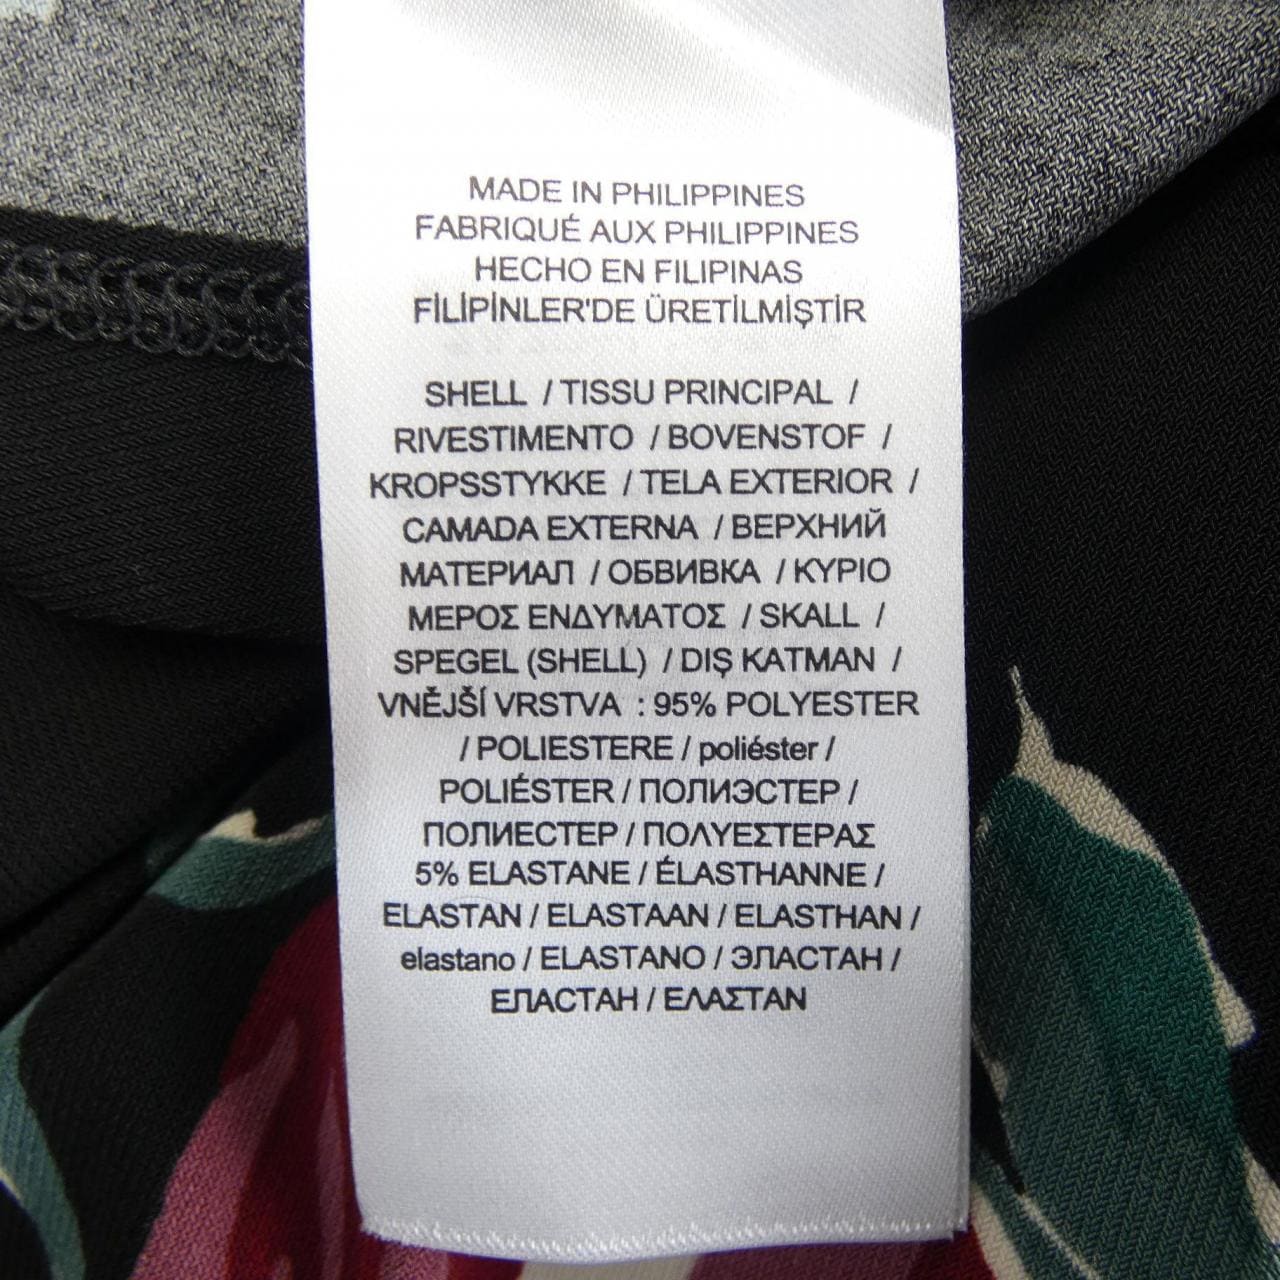 MADE IN PHILIPPINES
FABRIQUÉ AUX PHILIPPINES
HECHO EN FILIPINAS
FİLİPİNLER'DE ÜRETİLMİŞTİR
SHELL / TISSU PRINCIPAL /
RIVESTIMENTO / BOVENSTOF /
KROPSSTYKKE / TELA EXTERIOR /
CAMADA EXTERNA / ВЕРХНИЙ
МАТЕРИАЛ / ОБВИВКА / ΚΥΡΙΟ
ΜΕΡΟΣ ΕΝΔΥΜΑΤΟΣ / SKALL /
SPEGEL (SHELL) / DIŞ KATMAN /
VNĚJŠÍ VRSTVA : 95% POLYESTER
/ POLIESTERE / poliéster /
POLIÉSTER / ПОЛИЭСТЕР /
ПОЛИЕСТЕР / ΠΟΛΥΕΣΤΕΡΑΣ
5% ELASTANE / ÉLASTHANNE /
ELASTAN / ELASTAAN / ELASTHAN /
elastano / ELASTANO / ЭЛАСТАН /
ЕЛАСТАН / ΕΛΑΣΤΑΝ